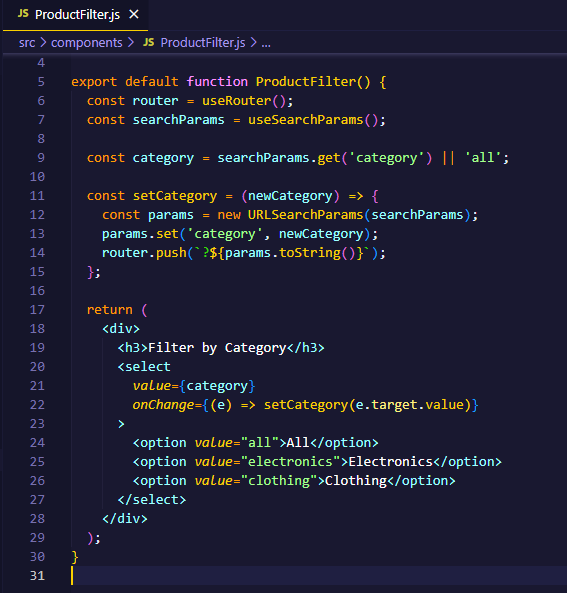 JS ProductFilter.js ×
src > components > JS ProductFilter.js > ...
4
5 export default function ProductFilter() {
6   const router = useRouter();
7   const searchParams = useSearchParams();
8
9   const category = searchParams.get('category') || 'all';
10
11   const setCategory = (newCategory) => {
12     const params = new URLSearchParams(searchParams);
13     params.set('category', newCategory);
14     router.push(`?${params.toString()}`);
15   };
16
17   return (
18     <div>
19       <h3>Filter by Category</h3>
20       <select
21         value={category}
22         onChange={(e) => setCategory(e.target.value)}
23       >
24         <option value="all">All</option>
25         <option value="electronics">Electronics</option>
26         <option value="clothing">Clothing</option>
27       </select>
28     </div>
29   );
30 }
31